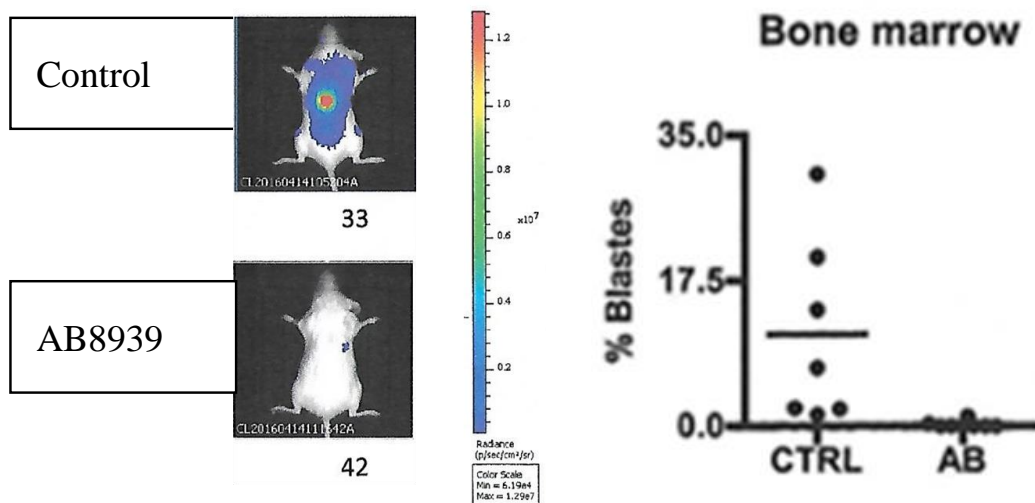 Control
CL20160414105204A
33
AB8939
CL20160414111542A
42
1.2
1.0
0.8
x10⁷
0.6
0.4
0.2
Radiance
(p/sec/cm²/sr)
Color Scale
Min = 6.19e4
Max = 1.29e7
Bone marrow
% Blastes
35.0
17.5
0.0
CTRL
AB